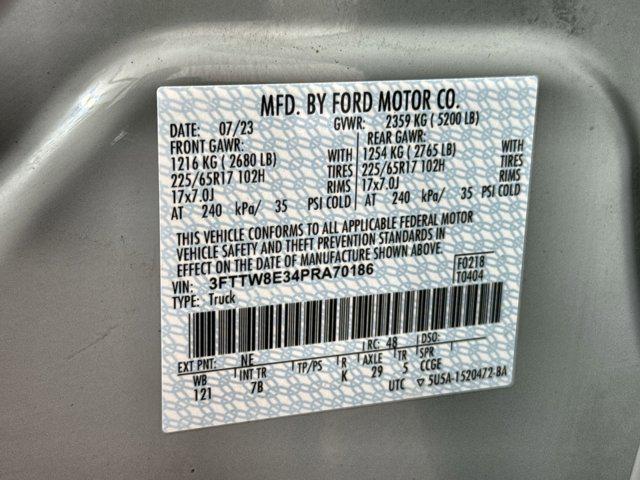 MFD. BY FORD MOTOR CO.
DATE: 07/23 GVWR: 2359 KG ( 5200 LB)
FRONT GAWR: REAR GAWR:
1216 KG ( 2680 LB) WITH 1254 KG ( 2765 LB) WITH
225/65R17 102H TIRES 225/65R17 102H TIRES
17x7.0J RIMS 17x7.0J RIMS
AT 240 kPa/ 35 PSI COLD AT 240 kPa/ 35 PSI COLD
THIS VEHICLE CONFORMS TO ALL APPLICABLE FEDERAL MOTOR
VEHICLE SAFETY AND THEFT PREVENTION STANDARDS IN
EFFECT ON THE DATE OF MANUFACTURE SHOWN ABOVE.
VIN: 3FTTW8E34PRA70186 F0218
TYPE: Truck T0404
EXT PNT: NE RC: 48 DSO:
WB INT TR TP/PS R AXLE TR SPR
121 7B K 29 5 CCGE
UTC ▽ 5U5A-1520472-BA